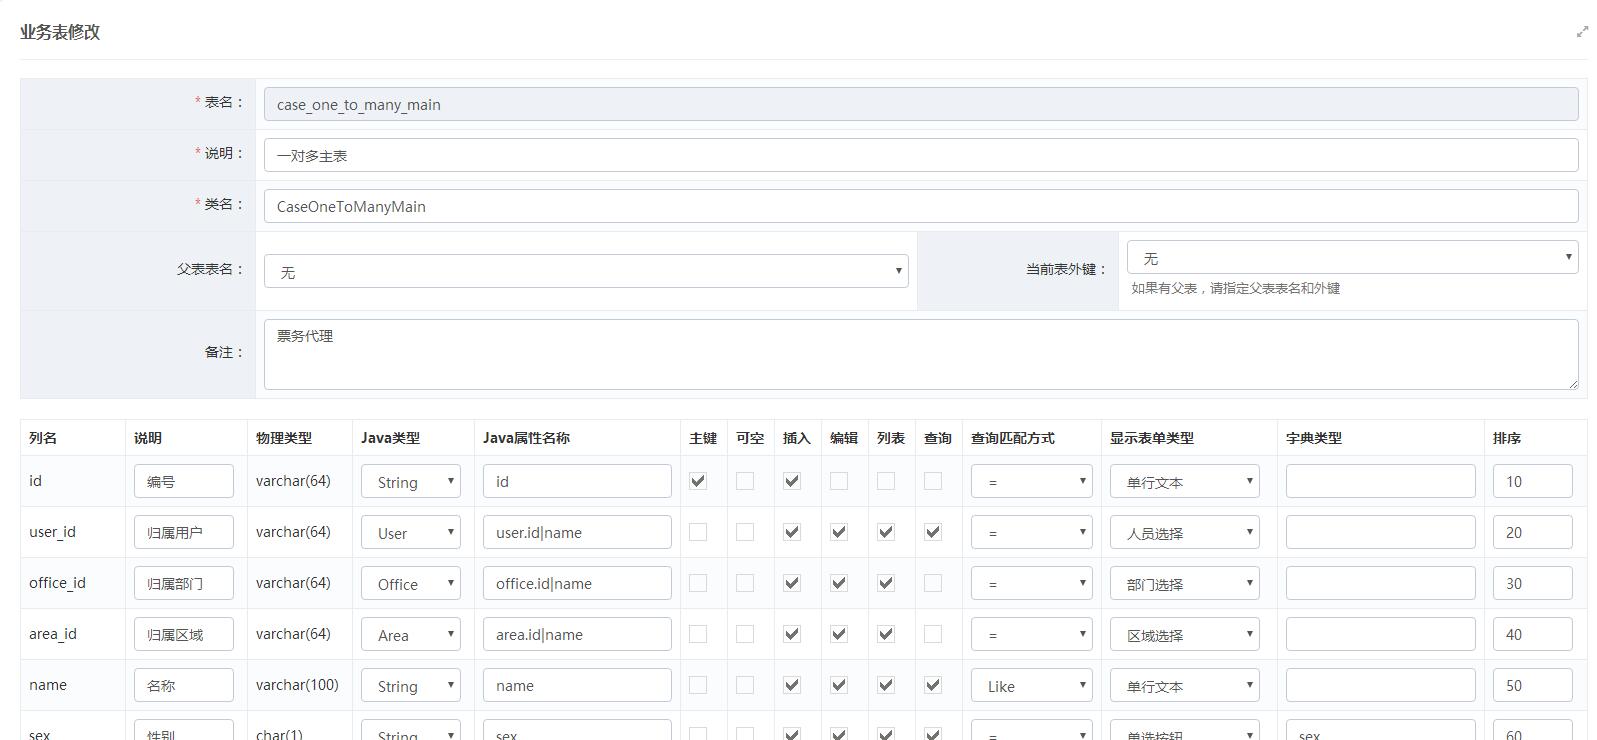 业务表修改
* 表名： case_one_to_many_main
* 说明： 一对多主表
* 类名： CaseOneToManyMain
父表表名： 无 当前表外键： 无
如果有父表，请指定父表表名和外键
备注： 票务代理
列名 说明 物理类型 Java类型 Java属性名称 主键 可空 插入 编辑 列表 查询 查询匹配方式 显示表单类型 字典类型 排序
id 编号 varchar(64) String id = 单行文本 10
user_id 归属用户 varchar(64) User user.id|name = 人员选择 20
office_id 归属部门 varchar(64) Office office.id|name = 部门选择 30
area_id 归属区域 varchar(64) Area area.id|name = 区域选择 40
name 名称 varchar(100) String name Like 单行文本 50
sex 性别 char(1) String sex = 单选按钮 sex 60